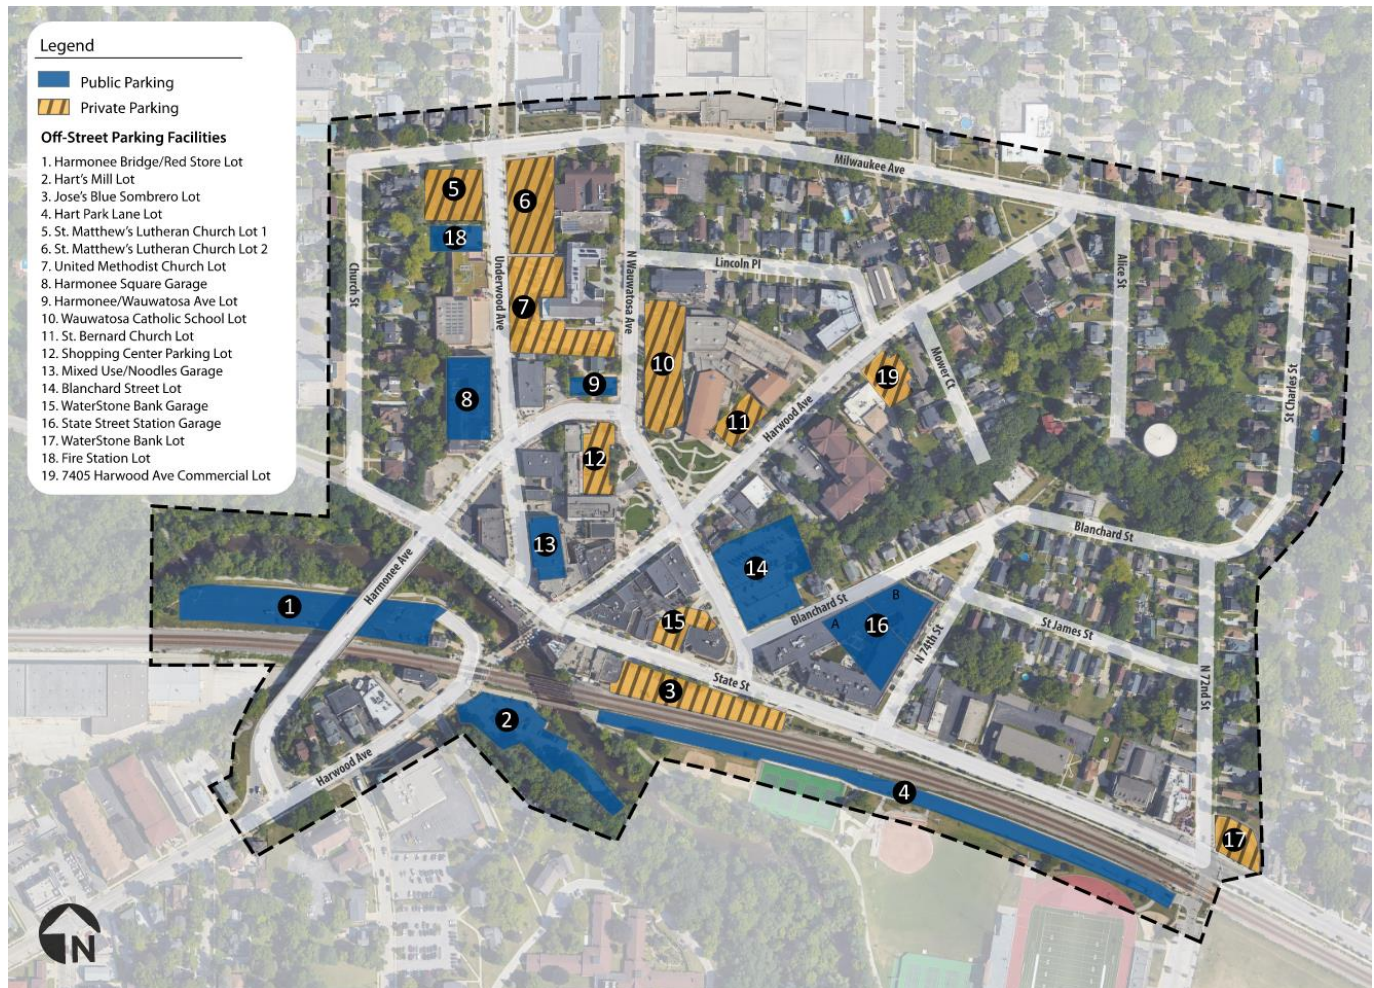 Legend
Public Parking
Private Parking
Off-Street Parking Facilities
1. Harmonee Bridge/Red Store Lot
2. Hart's Mill Lot
3. Jose's Blue Sombrero Lot
4. Hart Park Lane Lot
5. St. Matthew's Lutheran Church Lot 1
6. St. Matthew's Lutheran Church Lot 2
7. United Methodist Church Lot
8. Harmonee Square Garage
9. Harmonee/Wauwatosa Ave Lot
10. Wauwatosa Catholic School Lot
11. St. Bernard Church Lot
12. Shopping Center Parking Lot
13. Mixed Use/Noodles Garage
14. Blanchard Street Lot
15. WaterStone Bank Garage
16. State Street Station Garage
17. WaterStone Bank Lot
18. Fire Station Lot
19. 7405 Harwood Ave Commercial Lot
Milwaukee Ave
5
6
18
Church St
Underwood Ave
N Wauwatosa Ave
Lincoln Pl
Alice St
7
10
Mower Ct
19
St Charles St
9
8
11
Harwood Ave
12
13
14
Blanchard St
Harmonee Ave
1
15
Blanchard St
A
B
16
N 74th St
St James St
N 72nd St
3
State St
2
Harwood Ave
4
17
N